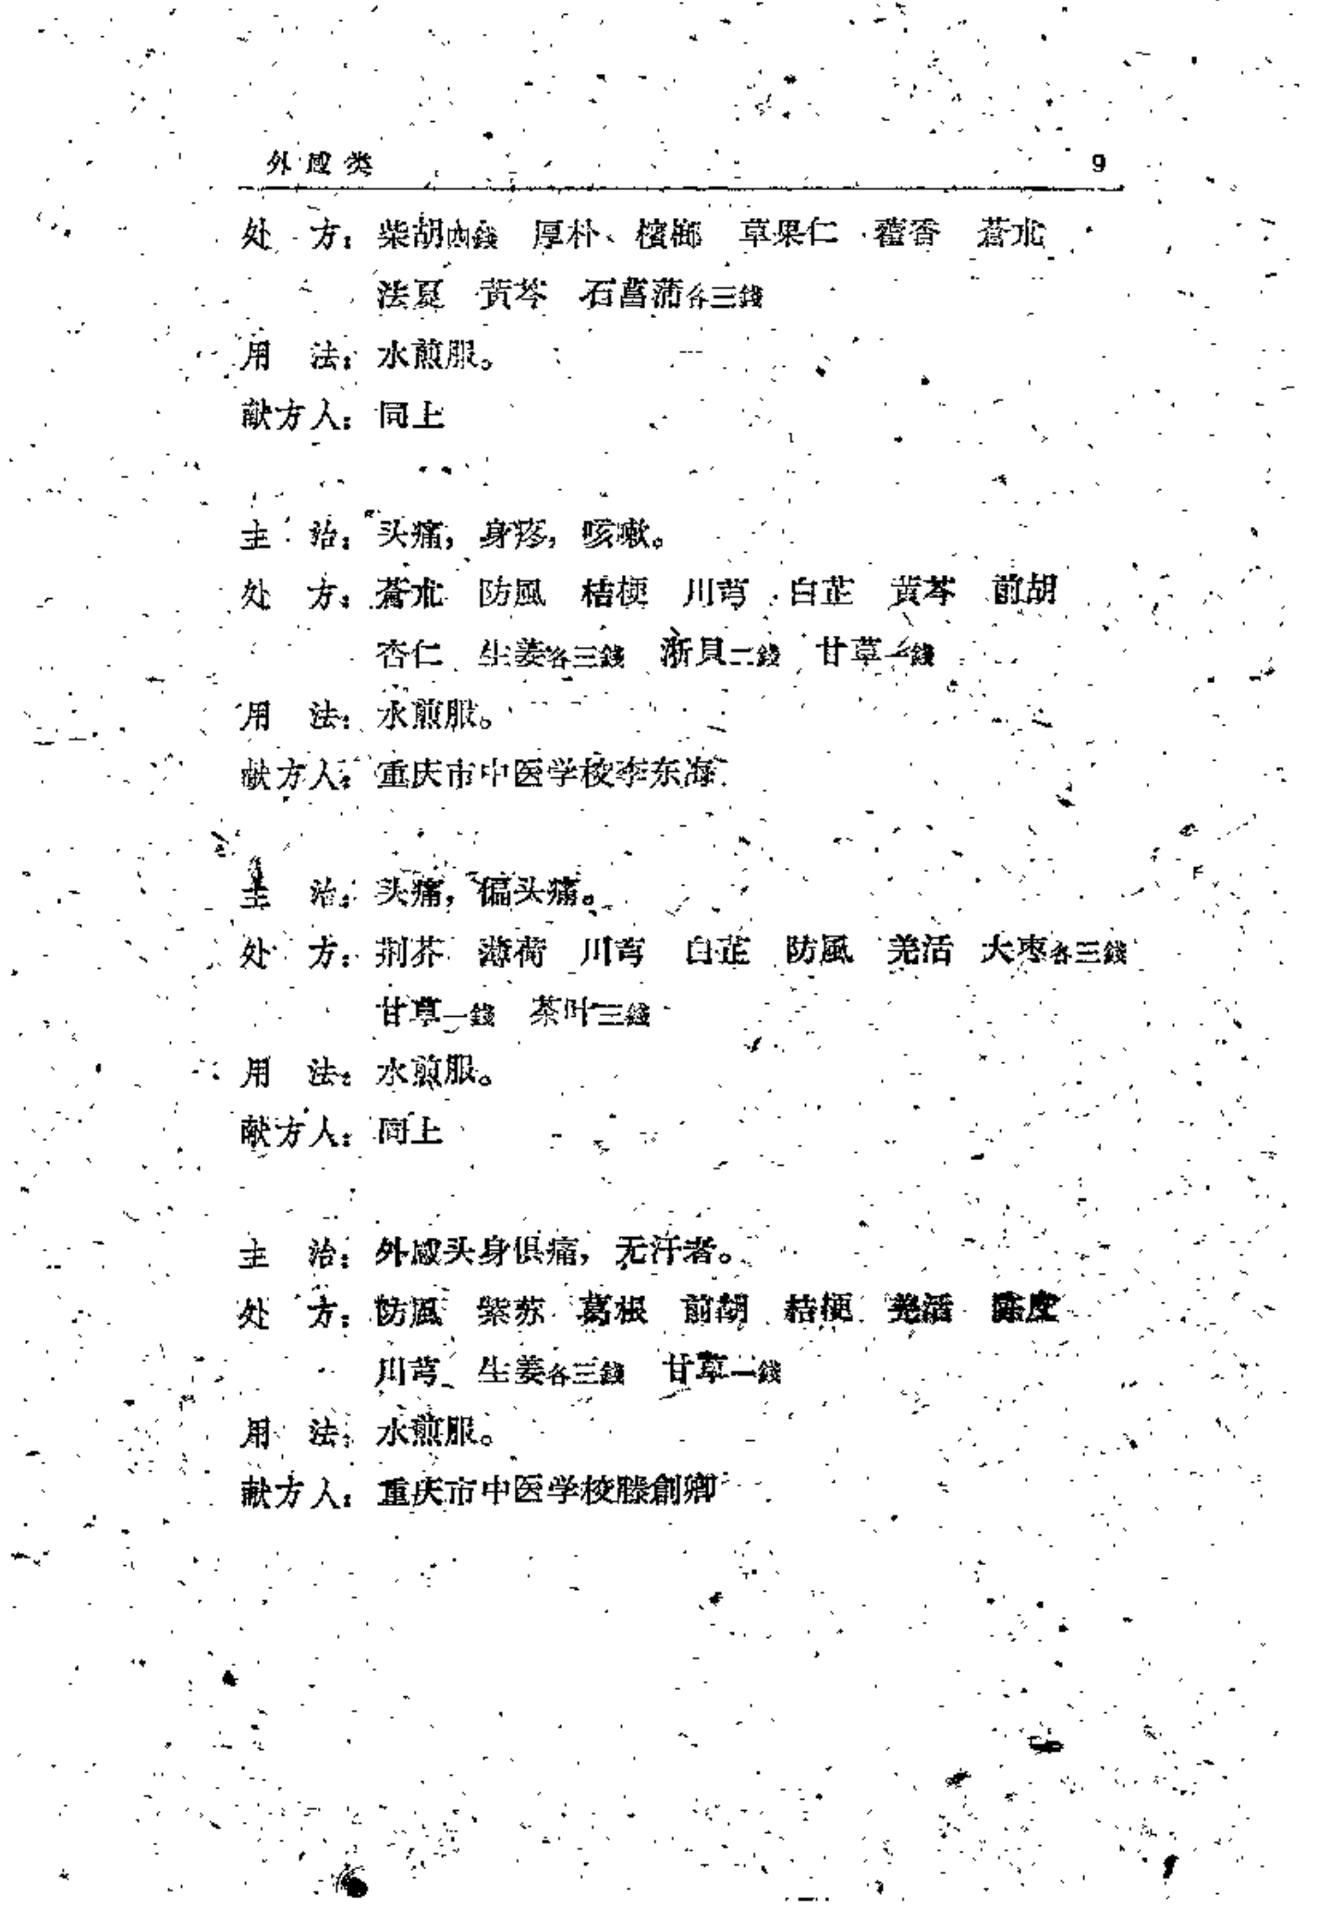 外感类 9
处 方：柴胡四錢 厚朴 檳榔 草果仁 藿香 蒼朮
法夏 黃芩 石菖蒲各三錢
用 法：水煎服。
献方人：同上
主 治：头痛，身疼，咳嗽。
处 方：蒼朮 防風 桔梗 川芎 白芷 黃芩 前胡
杏仁 生姜各三錢 浙貝二錢 甘草一錢
用 法：水煎服。
献方人：重庆市中医学校李东海
主 治：头痛，偏头痛。
处 方：荆芥 薄荷 川芎 白芷 防風 羌活 大枣各三錢
甘草一錢 茶叶三錢
用 法：水煎服。
献方人：同上
主 治：外感头身俱痛，无汗者。
处 方：防風 紫苏 葛根 前胡 桔梗 羌活 陈皮
川芎 生姜各三錢 甘草一錢
用 法：水煎服。
献方人：重庆市中医学校滕創卿